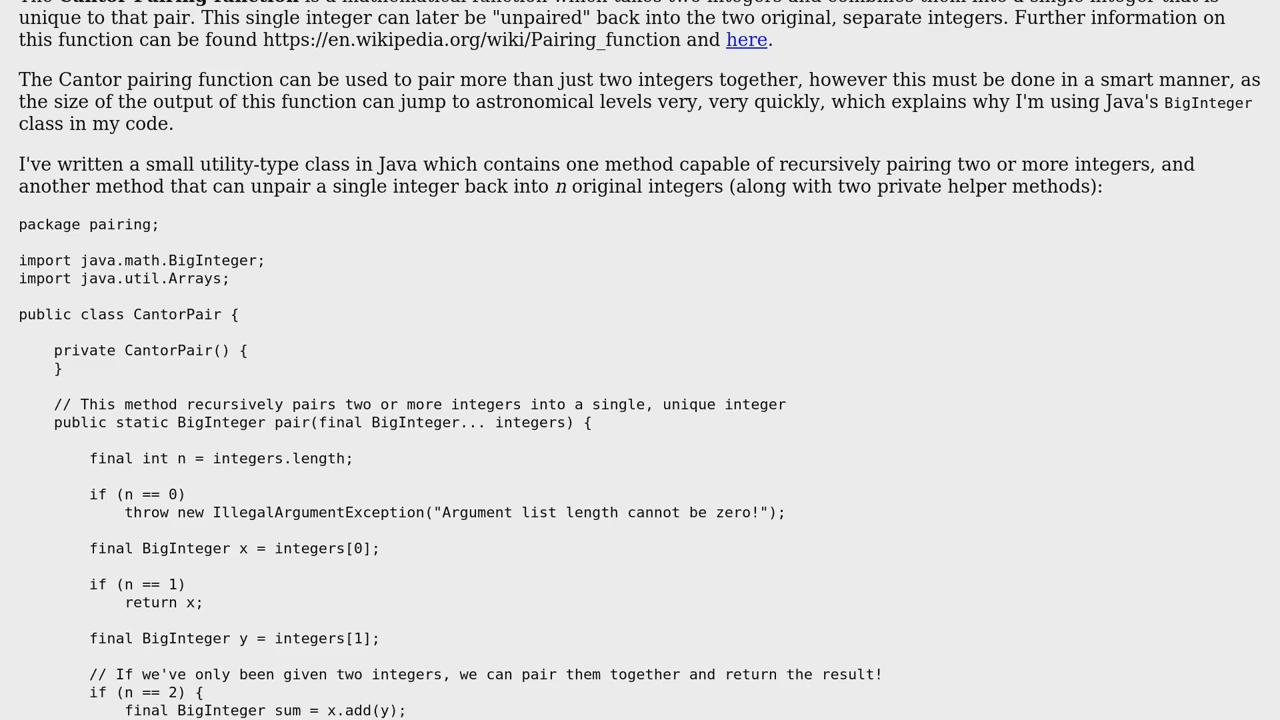 unique to that pair. This single integer can later be "unpaired" back into the two original, separate integers. Further information on
this function can be found https://en.wikipedia.org/wiki/Pairing_function and here.
The Cantor pairing function can be used to pair more than just two integers together, however this must be done in a smart manner, as
the size of the output of this function can jump to astronomical levels very, very quickly, which explains why I'm using Java's BigInteger
class in my code.
I've written a small utility-type class in Java which contains one method capable of recursively pairing two or more integers, and
another method that can unpair a single integer back into n original integers (along with two private helper methods):
package pairing;
import java.math.BigInteger;
import java.util.Arrays;
public class CantorPair {
    private CantorPair() {
    }
    // This method recursively pairs two or more integers into a single, unique integer
    public static BigInteger pair(final BigInteger... integers) {
        final int n = integers.length;
        if (n == 0)
            throw new IllegalArgumentException("Argument list length cannot be zero!");
        final BigInteger x = integers[0];
        if (n == 1)
            return x;
        final BigInteger y = integers[1];
        // If we've only been given two integers, we can pair them together and return the result!
        if (n == 2) {
            final BigInteger sum = x.add(y);